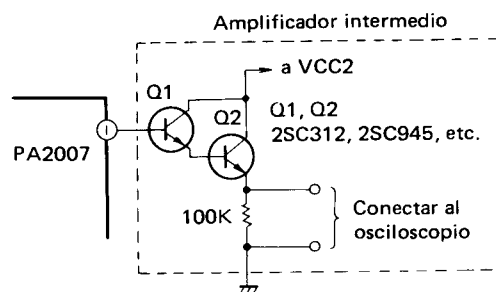 Amplificador intermedio
a VCC2
Q1
Q2
Q1, Q2
2SC312, 2SC945, etc.
I
PA2007
100K
Conectar al
osciloscopio